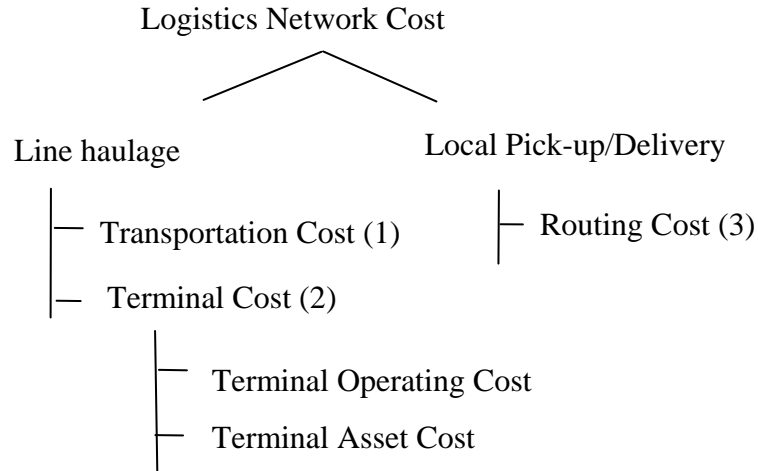 Logistics Network Cost
Line haulage
Local Pick-up/Delivery
Transportation Cost (1)
Routing Cost (3)
Terminal Cost (2)
Terminal Operating Cost
Terminal Asset Cost